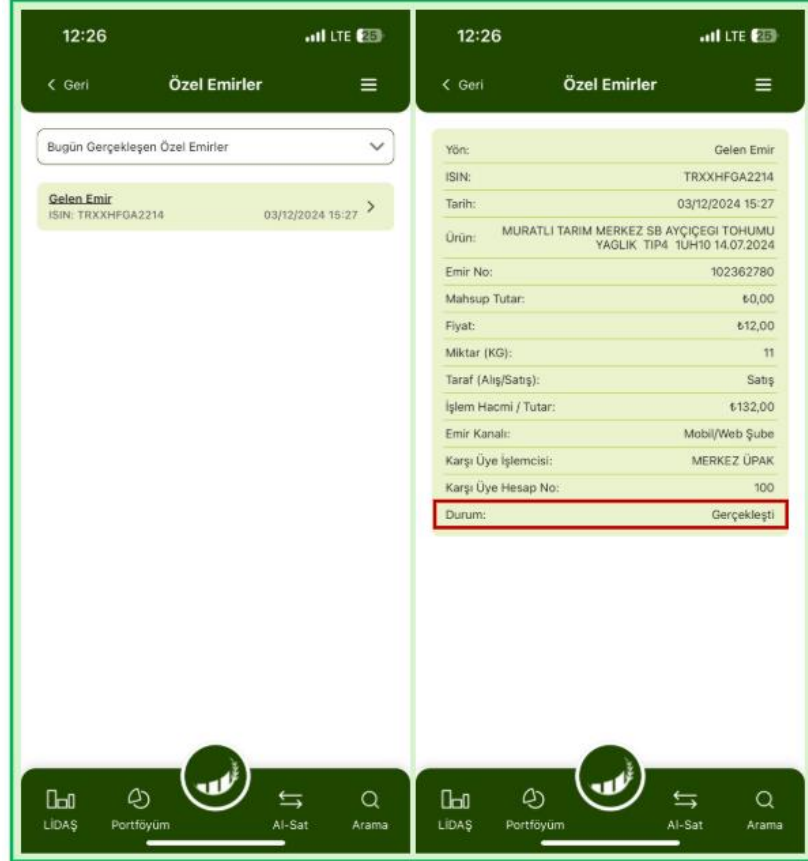 12:26
LTE 25
Geri
Özel Emirler
Bugün Gerçekleşen Özel Emirler
Gelen Emir
ISIN: TRXXHFGA2214 03/12/2024 15:27
LİDAŞ Portföyüm Al-Sat Arama
12:26
LTE 25
Geri
Özel Emirler
Yön: Gelen Emir
ISIN: TRXXHFGA2214
Tarih: 03/12/2024 15:27
Ürün: MURATLI TARIM MERKEZ SB AYÇİÇEGI TOHUMU
YAGLIK TIP4 1UH10 14.07.2024
Emir No: 102362780
Mahsup Tutar: ₺0,00
Fiyat: ₺12,00
Miktar (KG): 11
Taraf (Alış/Satış): Satış
İşlem Hacmi / Tutar: ₺132,00
Emir Kanalı: Mobil/Web Şube
Karşı Üye İşlemcisi: MERKEZ ÜPAK
Karşı Üye Hesap No: 100
Durum: Gerçekleşti
LİDAŞ Portföyüm Al-Sat Arama